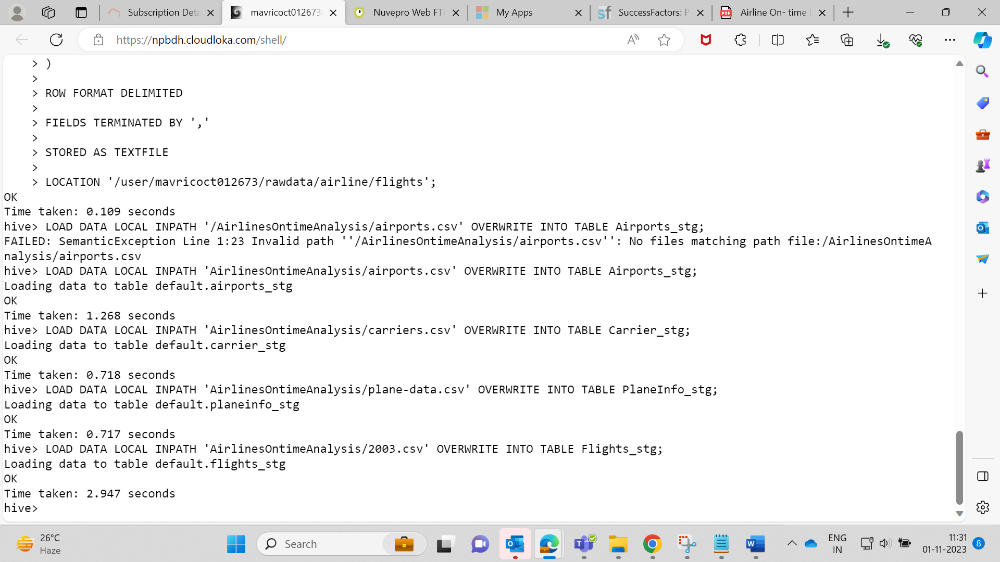 Subscription Deta
mavricoct012673
Nuvepro Web FTP
My Apps
SuccessFactors: P
Airline On- time D
https://npbdh.cloudloka.com/shell/
> )
>
> ROW FORMAT DELIMITED
>
> FIELDS TERMINATED BY ','
>
> STORED AS TEXTFILE
>
> LOCATION '/user/mavricoct012673/rawdata/airline/flights';
OK
Time taken: 0.109 seconds
hive> LOAD DATA LOCAL INPATH '/AirlinesOntimeAnalysis/airports.csv' OVERWRITE INTO TABLE Airports_stg;
FAILED: SemanticException Line 1:23 Invalid path ''/AirlinesOntimeAnalysis/airports.csv'': No files matching path file:/AirlinesOntimeA
nalysis/airports.csv
hive> LOAD DATA LOCAL INPATH 'AirlinesOntimeAnalysis/airports.csv' OVERWRITE INTO TABLE Airports_stg;
Loading data to table default.airports_stg
OK
Time taken: 1.268 seconds
hive> LOAD DATA LOCAL INPATH 'AirlinesOntimeAnalysis/carriers.csv' OVERWRITE INTO TABLE Carrier_stg;
Loading data to table default.carrier_stg
OK
Time taken: 0.718 seconds
hive> LOAD DATA LOCAL INPATH 'AirlinesOntimeAnalysis/plane-data.csv' OVERWRITE INTO TABLE PlaneInfo_stg;
Loading data to table default.planeinfo_stg
OK
Time taken: 0.717 seconds
hive> LOAD DATA LOCAL INPATH 'AirlinesOntimeAnalysis/2003.csv' OVERWRITE INTO TABLE Flights_stg;
Loading data to table default.flights_stg
OK
Time taken: 2.947 seconds
hive>
26°C
Haze
Search
ENG
IN
11:31
01-11-2023
8